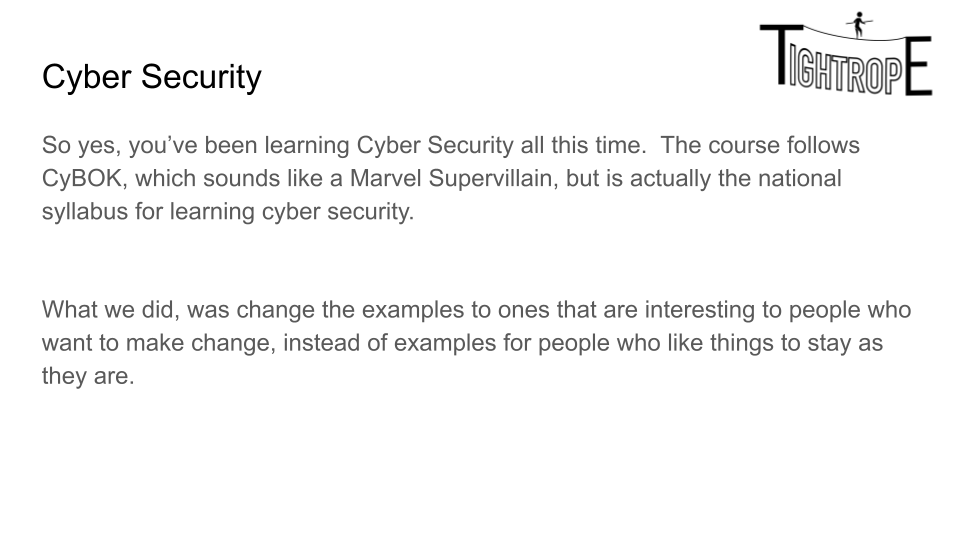 TIGHTROPE
Cyber Security
So yes, you’ve been learning Cyber Security all this time.  The course follows
CyBOK, which sounds like a Marvel Supervillain, but is actually the national
syllabus for learning cyber security.
What we did, was change the examples to ones that are interesting to people who
want to make change, instead of examples for people who like things to stay as
they are.